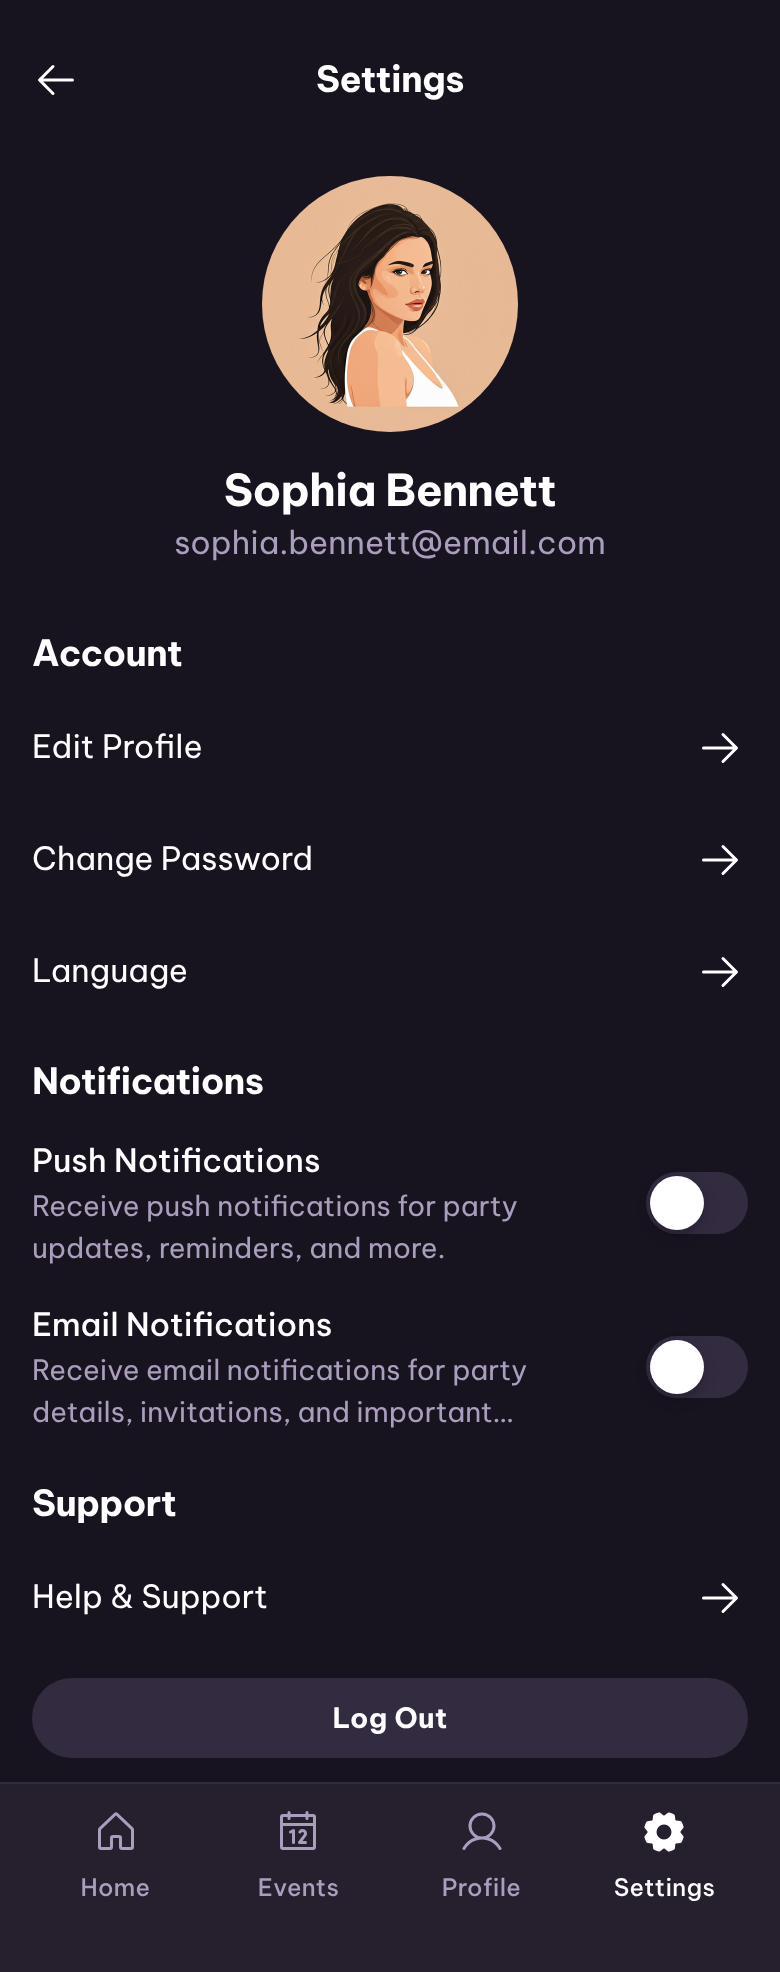 Settings
Sophia Bennett
sophia.bennett@email.com
Account
Edit Profile
Change Password
Language
Notifications
Push Notifications
Receive push notifications for party
updates, reminders, and more.
Email Notifications
Receive email notifications for party
details, invitations, and important...
Support
Help & Support
Log Out
12
Home
Events
Profile
Settings